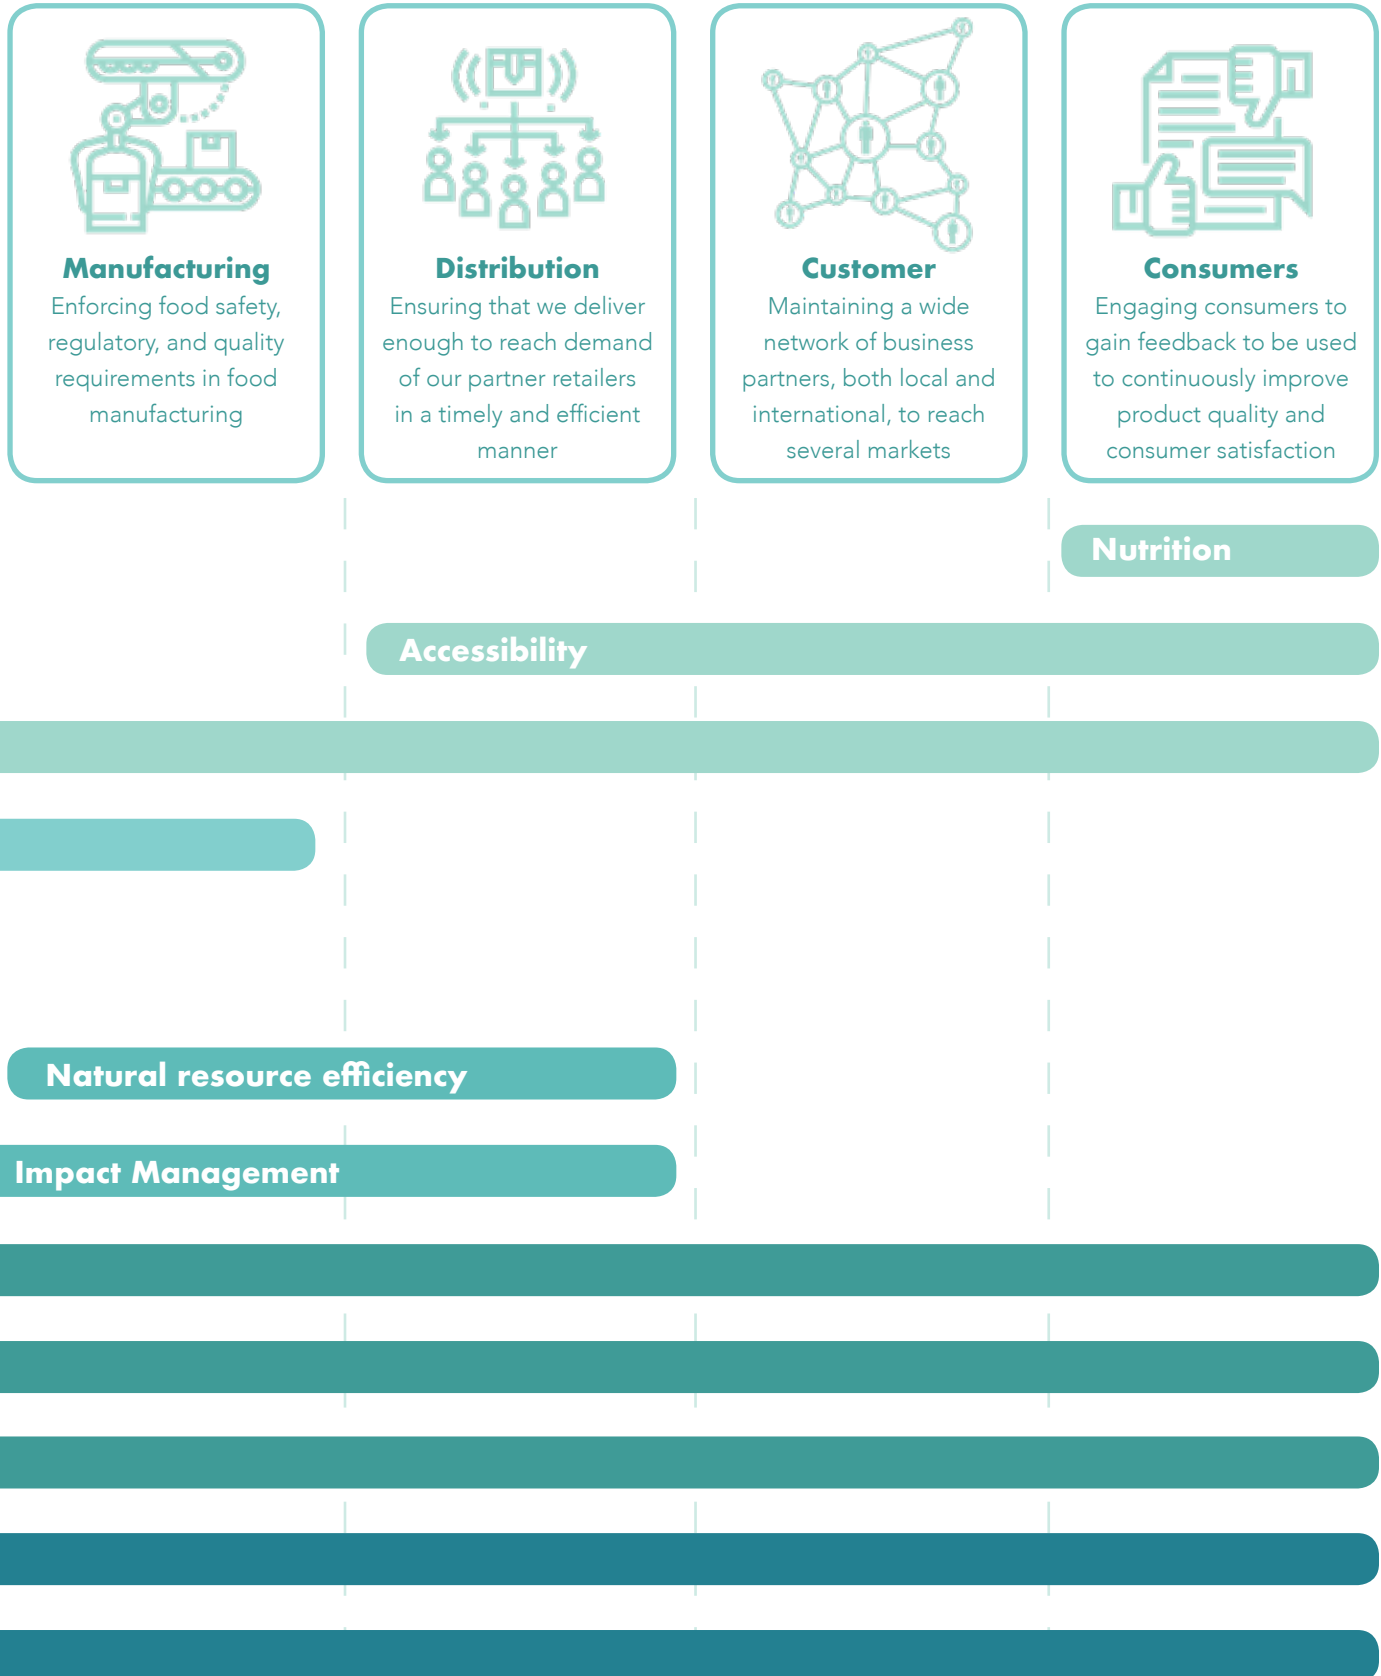 Manufacturing
Enforcing food safety,
regulatory, and quality
requirements in food
manufacturing
Distribution
Ensuring that we deliver
enough to reach demand
of our partner retailers
in a timely and efficient
manner
Customer
Maintaining a wide
network of business
partners, both local and
international, to reach
several markets
Consumers
Engaging consumers to
gain feedback to be used
to continuously improve
product quality and
consumer satisfaction
Nutrition
Accessibility
Natural resource efficiency
Impact Management